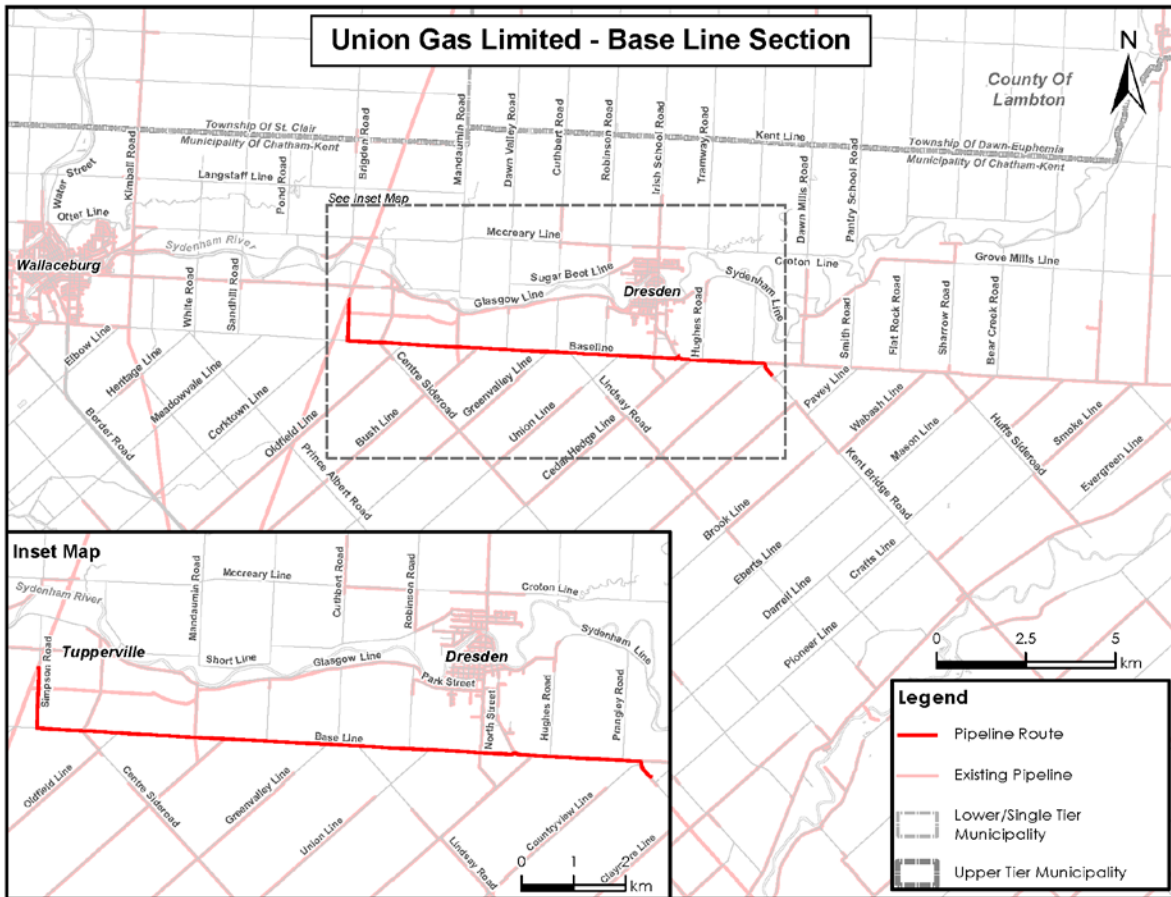 Union Gas Limited - Base Line Section
N
County Of
Lambton
Township Of St. Clair
Municipality Of Chatham-Kent
Kent Line
Township Of Dawn-Euphemia
Municipality Of Chatham-Kent
Water Street
Kimball Road
Langstaff Line
Pond Road
Brigden Road
Mandaumin Road
Dawn Valley Road
Cuthbert Road
Robinson Road
Irish School Road
Tramway Road
Dawn Mills Road
Pantry School Road
Otter Line
See Inset Map
Sydenham River
Mccreary Line
Croton Line
Grove Mills Line
Wallaceburg
White Road
Sandhill Road
Sugar Beet Line
Glasgow Line
Dresden
Sydenham Line
Hughes Road
Baseline
Smith Road
Flat Rock Road
Sharrow Road
Bear Creek Road
Elbow Line
Heritage Line
Meadowvale Line
Corktown Line
Border Road
Oldfield Line
Prince Albert Road
Bush Line
Centre Sideroad
Greenvalley Line
Union Line
Lindsay Road
Cedar Hedge Line
Pavey Line
Wabash Line
Mason Line
Kent Bridge Road
Huffs Sideroad
Smoke Line
Evergreen Line
Brook Line
Eberts Line
Darrell Line
Crafts Line
Pioneer Line
0 2.5 5
km
Inset Map
Mccreary Line
Mandaumin Road
Cuthbert Road
Robinson Road
Croton Line
Sydenham River
Simpson Road
Tupperville
Short Line
Glasgow Line
Dresden
Park Street
Sydenham Line
North Street
Hughes Road
Prangley Road
Base Line
Oldfield Line
Centre Sideroad
Greenvalley Line
Union Line
Lindsay Road
Countryview Line
Claymore Line
0 1 2
km
Legend
Pipeline Route
Existing Pipeline
Lower/Single Tier
Municipality
Upper Tier Municipality